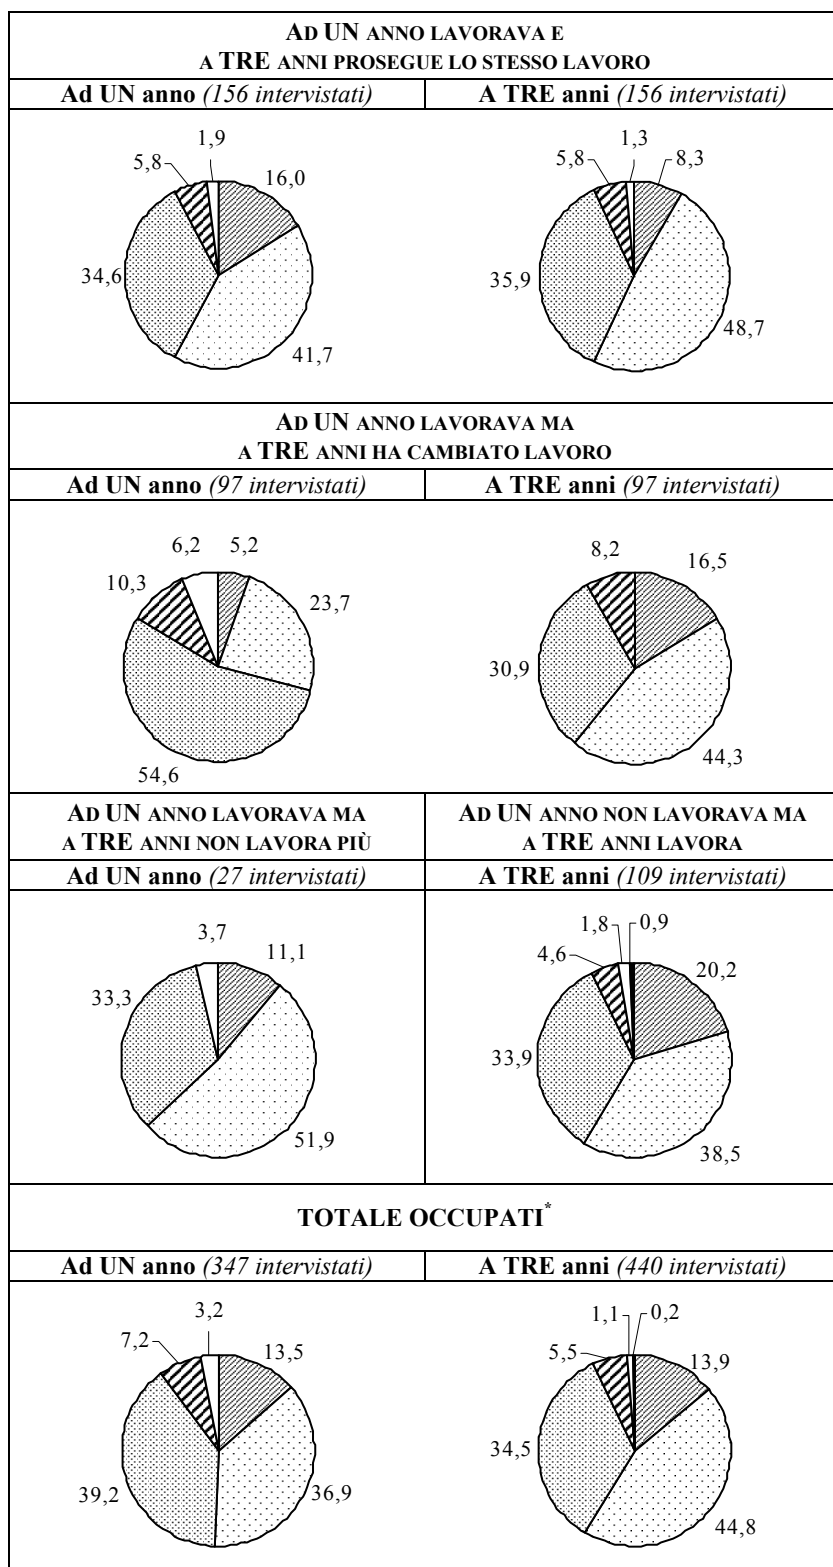 AD UN ANNO LAVORAVA E
A TRE ANNI PROSEGUE LO STESSO LAVORO
Ad UN anno (156 intervistati)
A TRE anni (156 intervistati)
1,9
5,8
16,0
34,6
41,7
1,3
5,8
8,3
35,9
48,7
AD UN ANNO LAVORAVA MA
A TRE ANNI HA CAMBIATO LAVORO
Ad UN anno (97 intervistati)
A TRE anni (97 intervistati)
6,2
5,2
10,3
23,7
54,6
8,2
16,5
30,9
44,3
AD UN ANNO LAVORAVA MA
A TRE ANNI NON LAVORA PIÙ
AD UN ANNO NON LAVORAVA MA
A TRE ANNI LAVORA
Ad UN anno (27 intervistati)
A TRE anni (109 intervistati)
3,7
11,1
33,3
51,9
1,8
0,9
4,6
20,2
33,9
38,5
TOTALE OCCUPATI*
Ad UN anno (347 intervistati)
A TRE anni (440 intervistati)
3,2
7,2
13,5
39,2
36,9
1,1
0,2
5,5
13,9
34,5
44,8